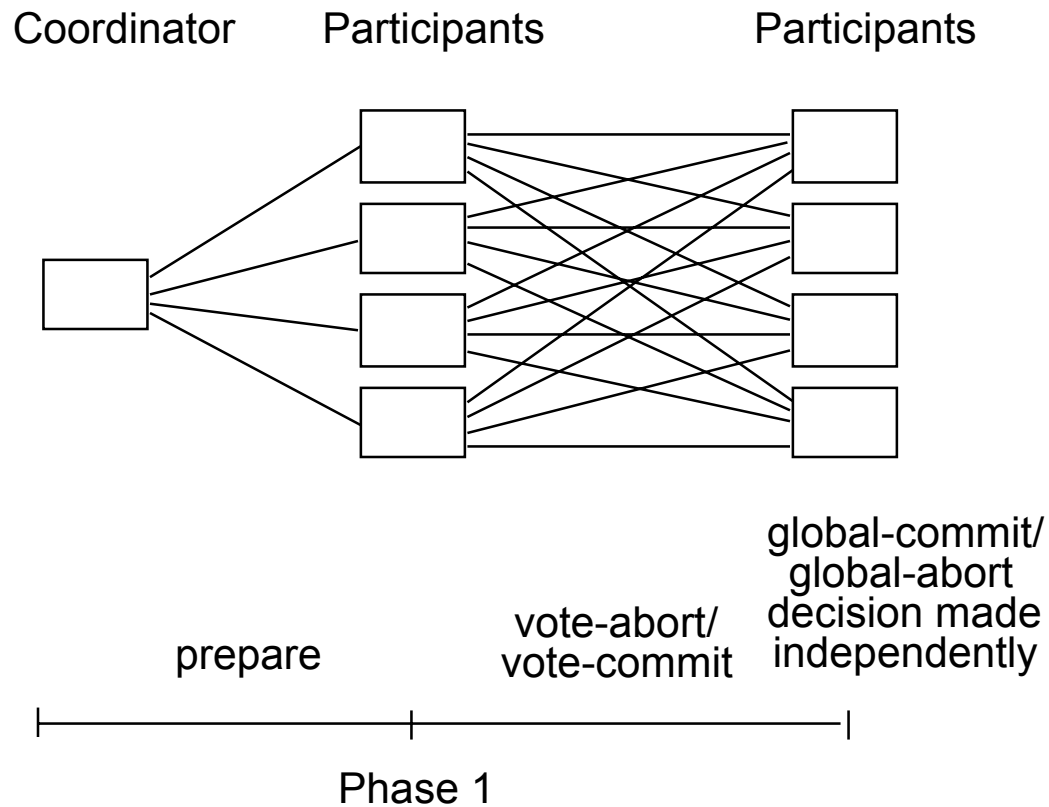 Coordinator
Participants
Participants
prepare
vote-abort/
vote-commit
global-commit/
global-abort
decision made
independently
Phase 1